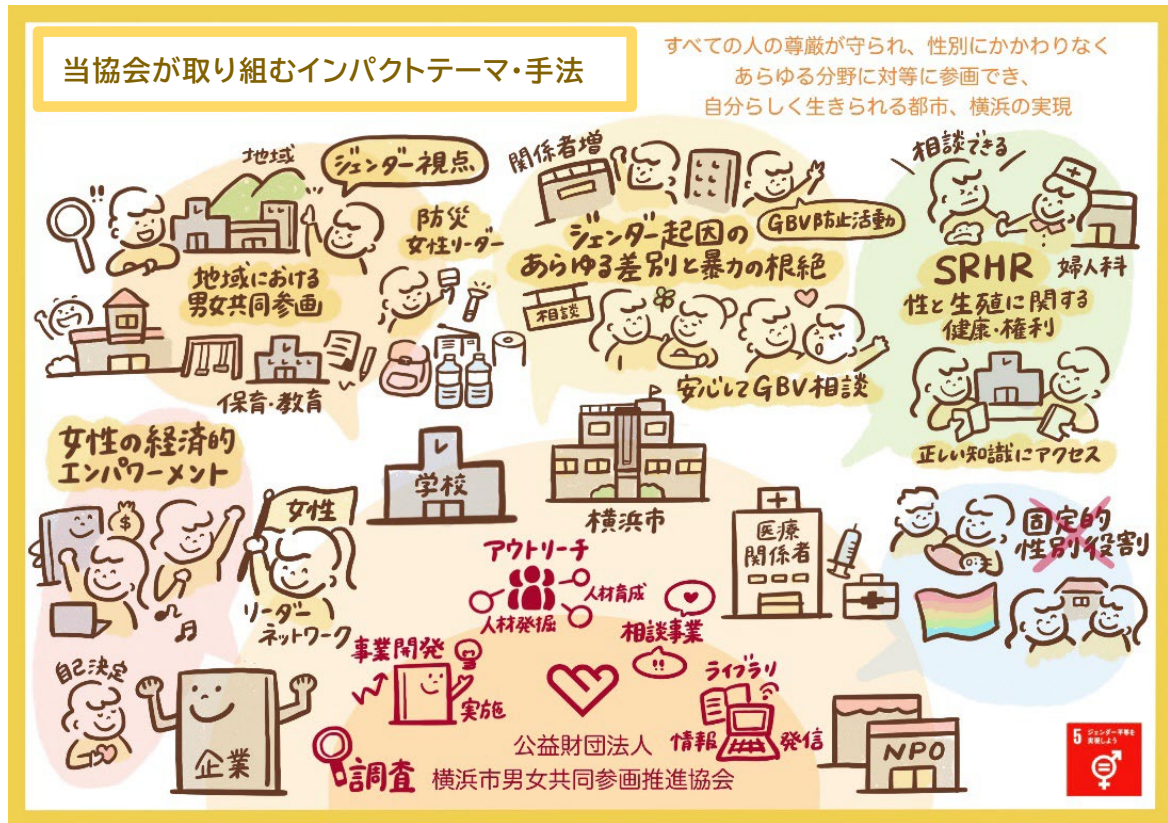 当協会が取り組むインパクトテーマ・手法
すべての人の尊厳が守られ、性別にかかわりなく
あらゆる分野に対等に参画でき、
自分らしく生きられる都市、横浜の実現
地域
ジェンダー視点
防災
女性リーダー
地域における
男女共同参画
保育・教育
関係者増
GBV防止活動
ジェンダー起因の
あらゆる差別と暴力の根絶
相談
安心してGBV相談
相談できる
SRHR
婦人科
性と生殖に関する
健康・権利
正しい知識にアクセス
女性の経済的
エンパワーメント
女性
リーダー
ネットワーク
自己決定
企業
学校
横浜市
医療
関係者
固定的
性別役割
アウトリーチ
人材育成
人材発掘
相談事業
事業開発
実施
ライブラリ
情報
発信
調査
公益財団法人
横浜市男女共同参画推進協会
NPO
5 ジェンダー平等を
実現しよう